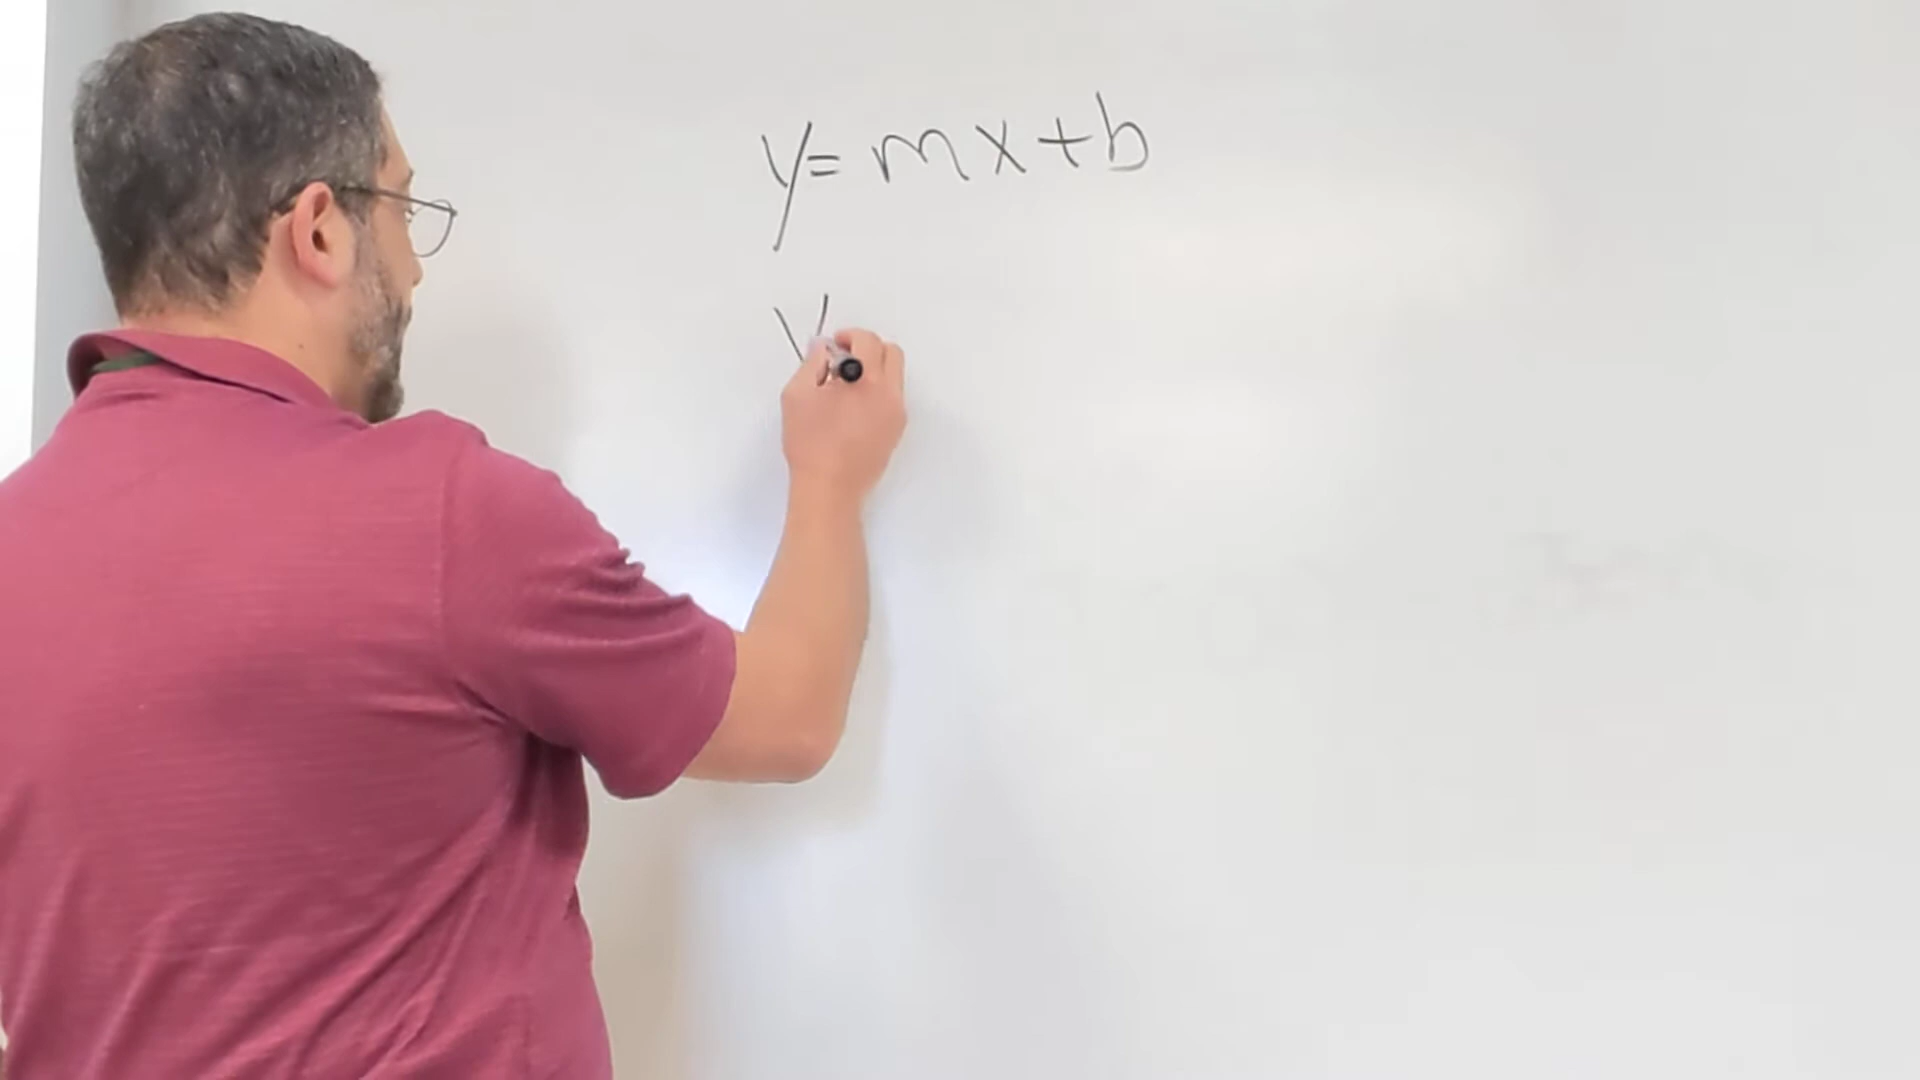 y = mx + b
y